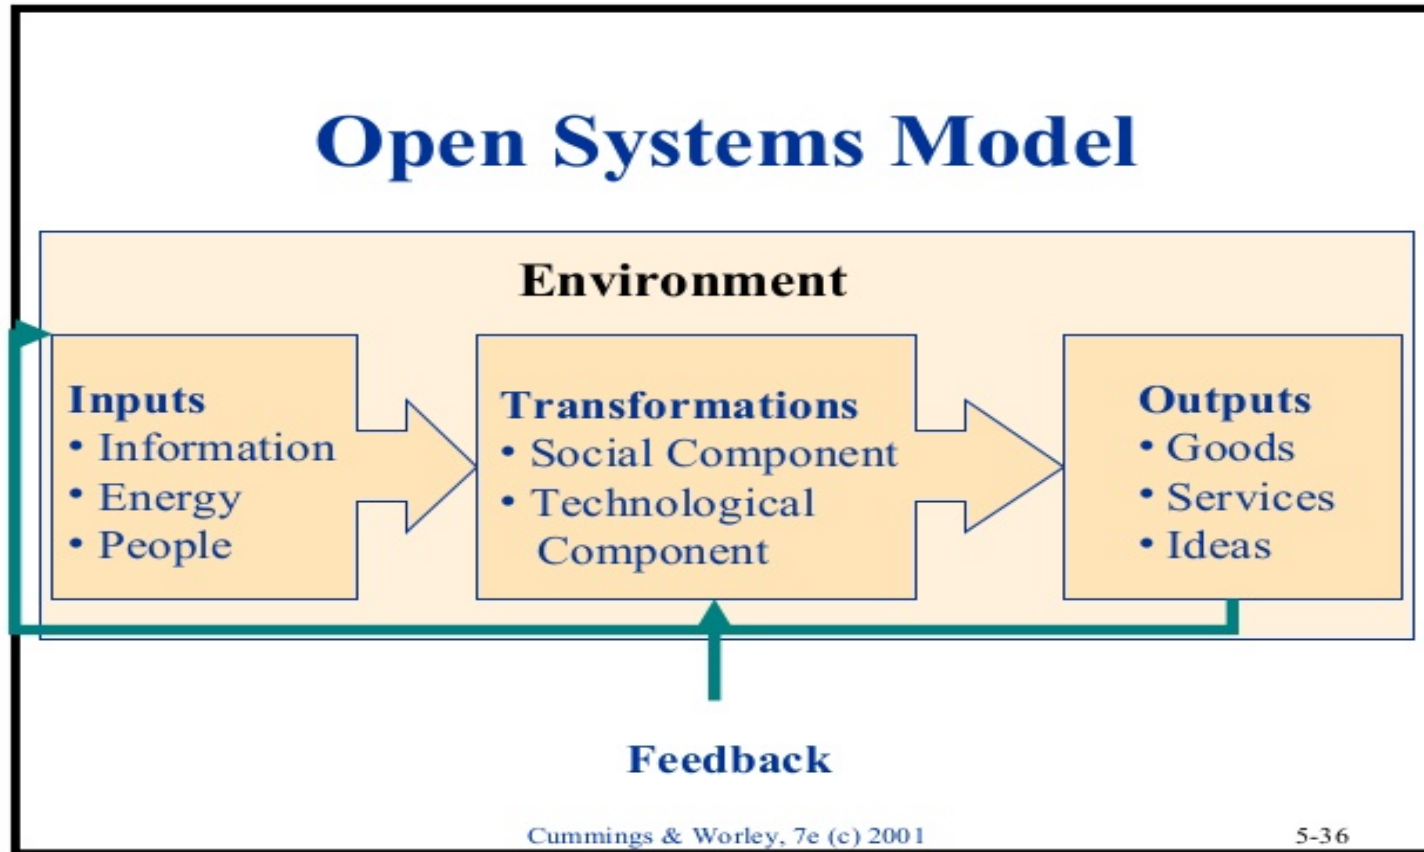 Open Systems Model
Environment
Inputs
• Information
• Energy
• People
Transformations
• Social Component
• Technological
Component
Outputs
• Goods
• Services
• Ideas
Feedback
Cummings & Worley, 7e (c) 2001
5-36